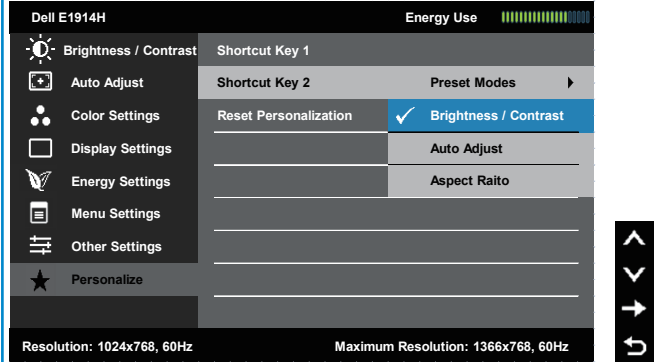 Dell E1914H Energy Use
Brightness / Contrast Shortcut Key 1
Auto Adjust Shortcut Key 2 Preset Modes
Color Settings Reset Personalization Brightness / Contrast
Display Settings Auto Adjust
Energy Settings Aspect Raito
Menu Settings
Other Settings
Personalize
Resolution: 1024x768, 60Hz Maximum Resolution: 1366x768, 60Hz